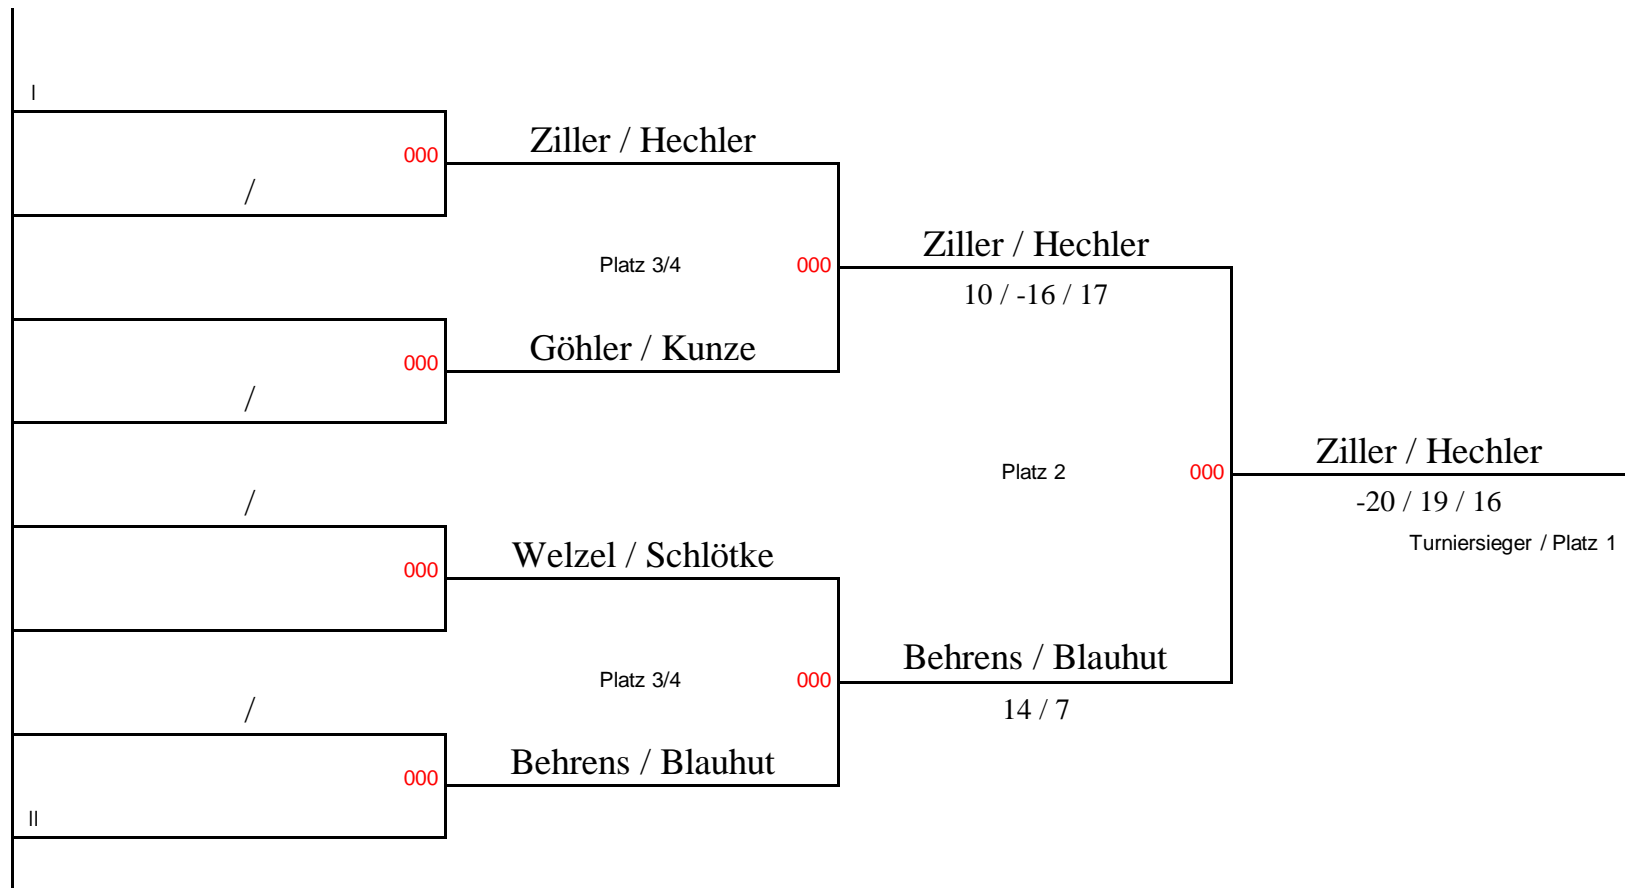 I
000
/
Ziller / Hechler
Platz 3/4
000
000
/
Göhler / Kunze
Ziller / Hechler
10 / -16 / 17
Platz 2
000
Ziller / Hechler
-20 / 19 / 16
Turniersieger / Platz 1
/
000
Welzel / Schlötke
Platz 3/4
000
Behrens / Blauhut
14 / 7
/
000
Behrens / Blauhut
II